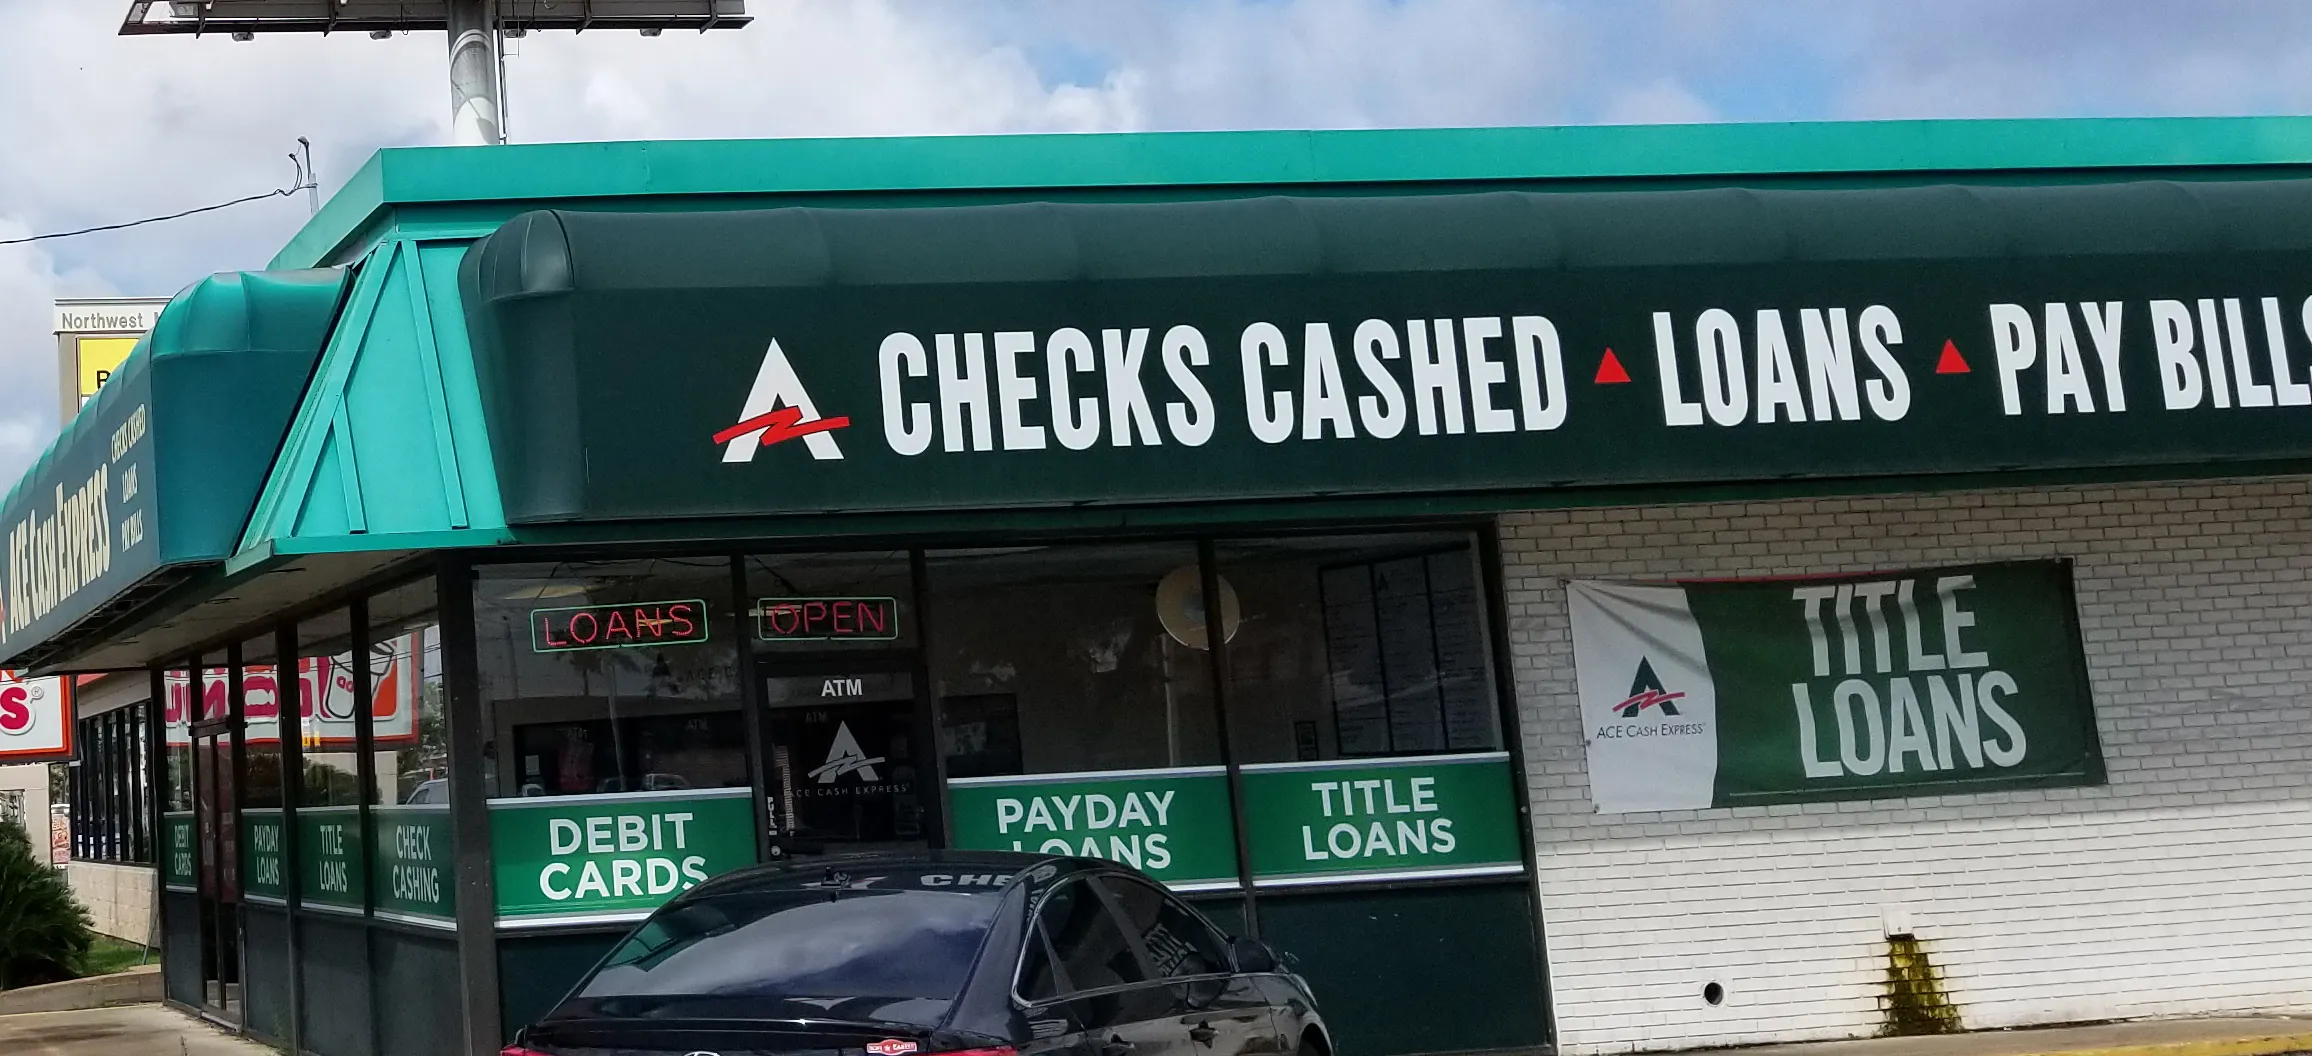 Northwest
CHECKS CASHED ▲ LOANS ▲ PAY BILLS
ACE CASH EXPRESS
CHECKS CASHED
LOANS
PAY BILLS
LOANS
OPEN
ATM
ACE CASH EXPRESS
TITLE
LOANS
ACE CASH EXPRESS
DEBIT
CARDS
PAYDAY
LOANS
TITLE
LOANS
CHECK
CASHING
DEBIT
CARDS
PAYDAY
LOANS
TITLE
LOANS